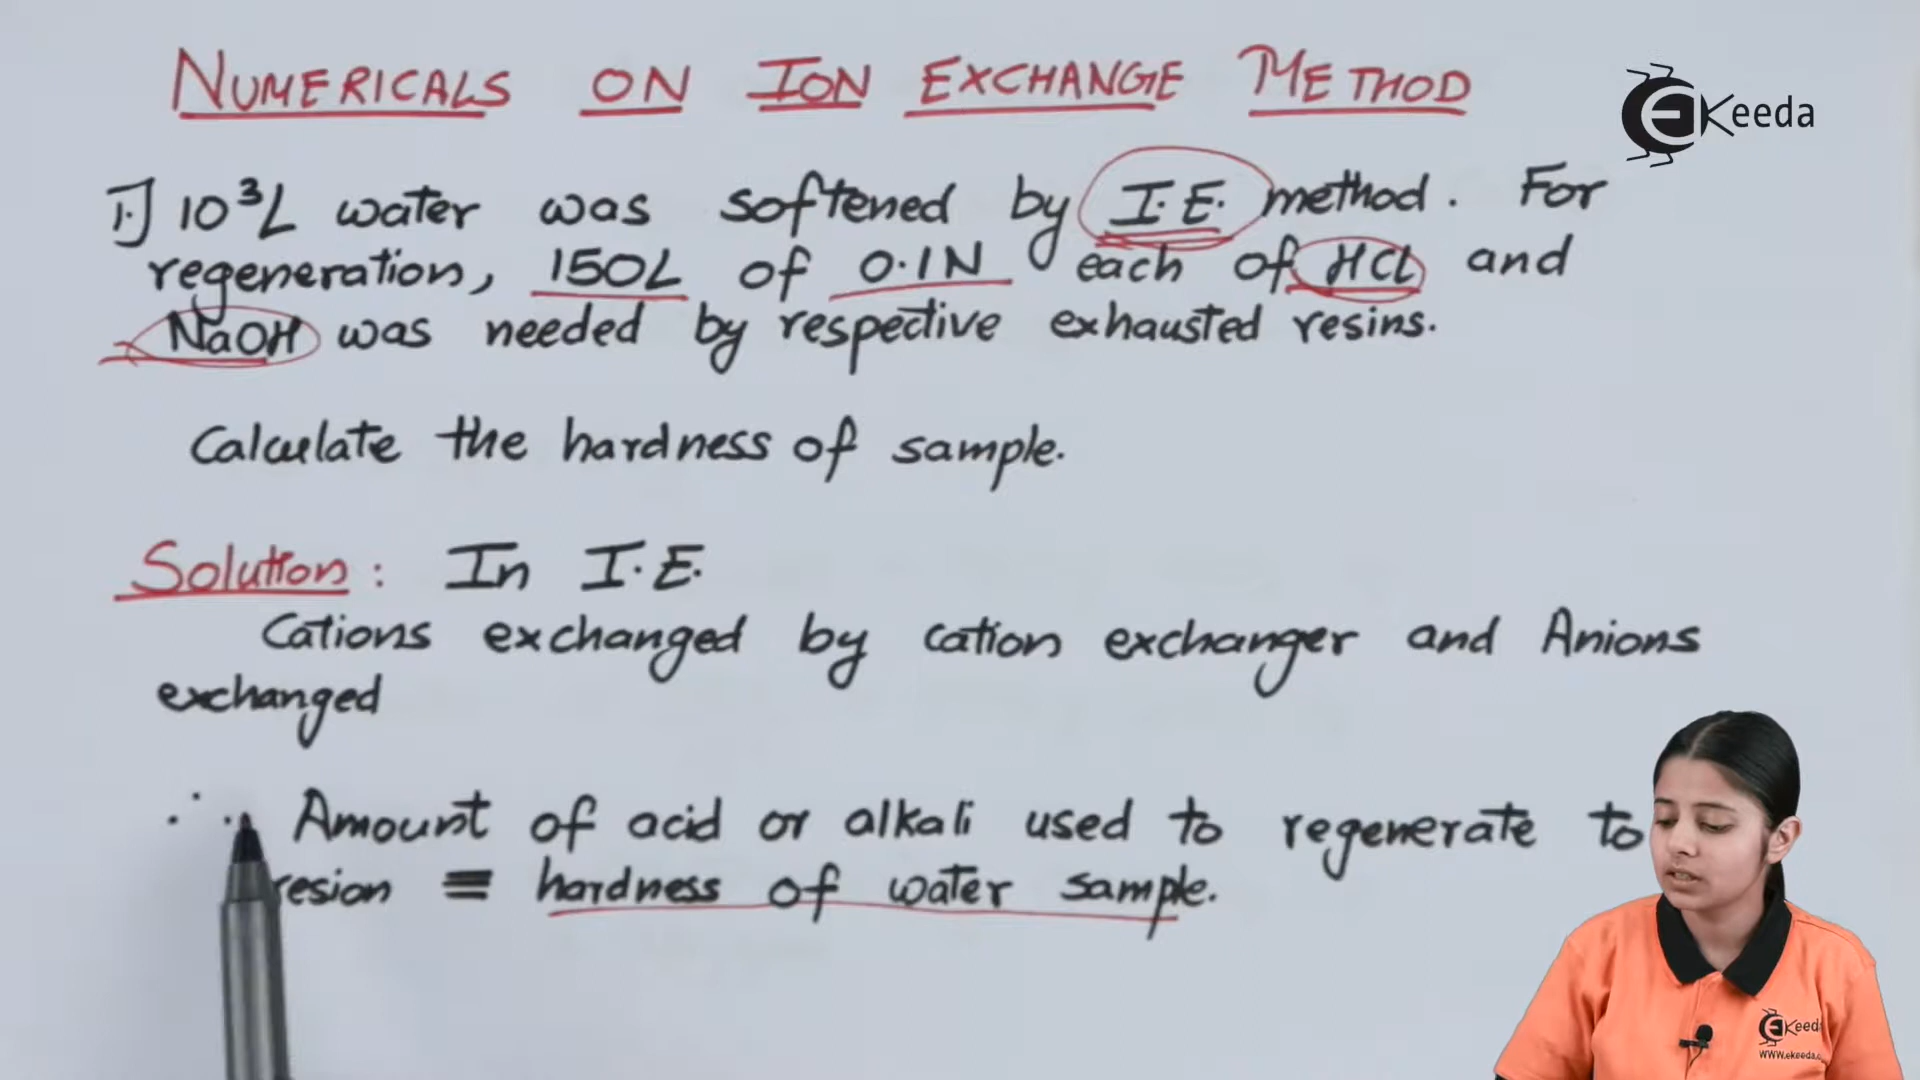 NUMERICALS ON ION EXCHANGE METHOD
EKeeda
1.] 10³L water was softened by I.E. method. For
regeneration, 150L of 0.1N each of HCl and
NaOH was needed by respective exhausted resins.
Calculate the hardness of sample.
Solution: In I.E.
Cations exchanged by cation exchanger and Anions
exchanged
∴ Amount of acid or alkali used to regenerate to
resion ≡ hardness of water sample.
EKeed
www.ekeeda.c